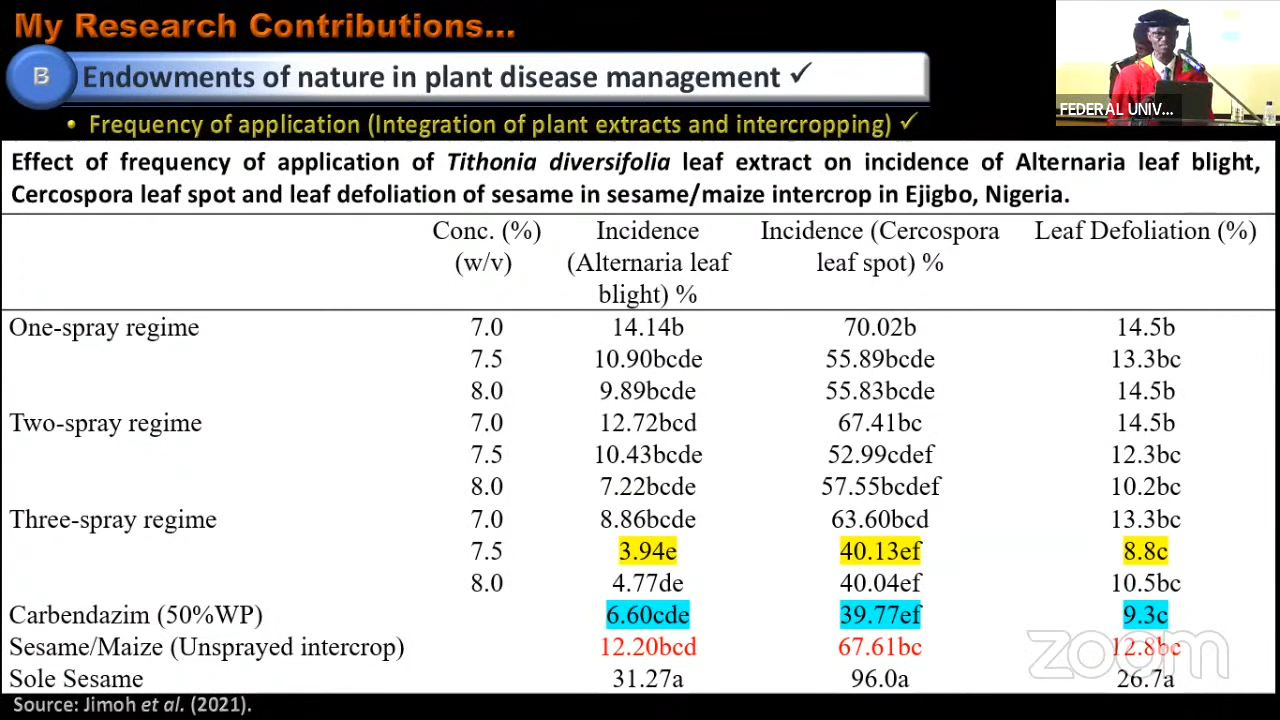 My Research Contributions...
B
Endowments of nature in plant disease management ✓
• Frequency of application (Integration of plant extracts and intercropping) ✓
FEDERAL UNIV...
Effect of frequency of application of Tithonia diversifolia leaf extract on incidence of Alternaria leaf blight,
Cercospora leaf spot and leaf defoliation of sesame in sesame/maize intercrop in Ejigbo, Nigeria.
Conc. (%) (w/v) Incidence (Alternaria leaf blight) % Incidence (Cercospora leaf spot) % Leaf Defoliation (%)
One-spray regime 7.0 14.14b 70.02b 14.5b
7.5 10.90bcde 55.89bcde 13.3bc
8.0 9.89bcde 55.83bcde 14.5b
Two-spray regime 7.0 12.72bcd 67.41bc 14.5b
7.5 10.43bcde 52.99cdef 12.3bc
8.0 7.22bcde 57.55bcdef 10.2bc
Three-spray regime 7.0 8.86bcde 63.60bcd 13.3bc
7.5 3.94e 40.13ef 8.8c
8.0 4.77de 40.04ef 10.5bc
Carbendazim (50%WP) 6.60cde 39.77ef 9.3c
Sesame/Maize (Unsprayed intercrop) 12.20bcd 67.61bc 12.8bc
Sole Sesame 31.27a 96.0a 26.7a
zoom
Source: Jimoh et al. (2021).